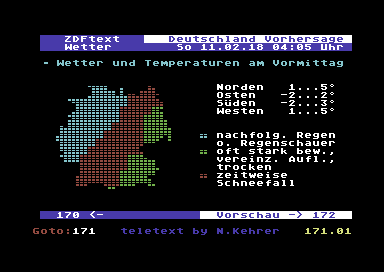 ZDFtext Deutschland Vorhersage
Wetter So 11.02.18 04:05 Uhr
- Wetter und Temperaturen am Vormittag
Norden 1...5°
Osten -2...2°
Süden -2...3°
Westen 1...5°
nachfolg. Regen
o. Regenschauer
oft stark bew.,
vereinz. Aufl.,
trocken
zeitweise
Schneefall
170 <- Vorschau -> 172
Goto:171 teletext by N.Kehrer 171.01